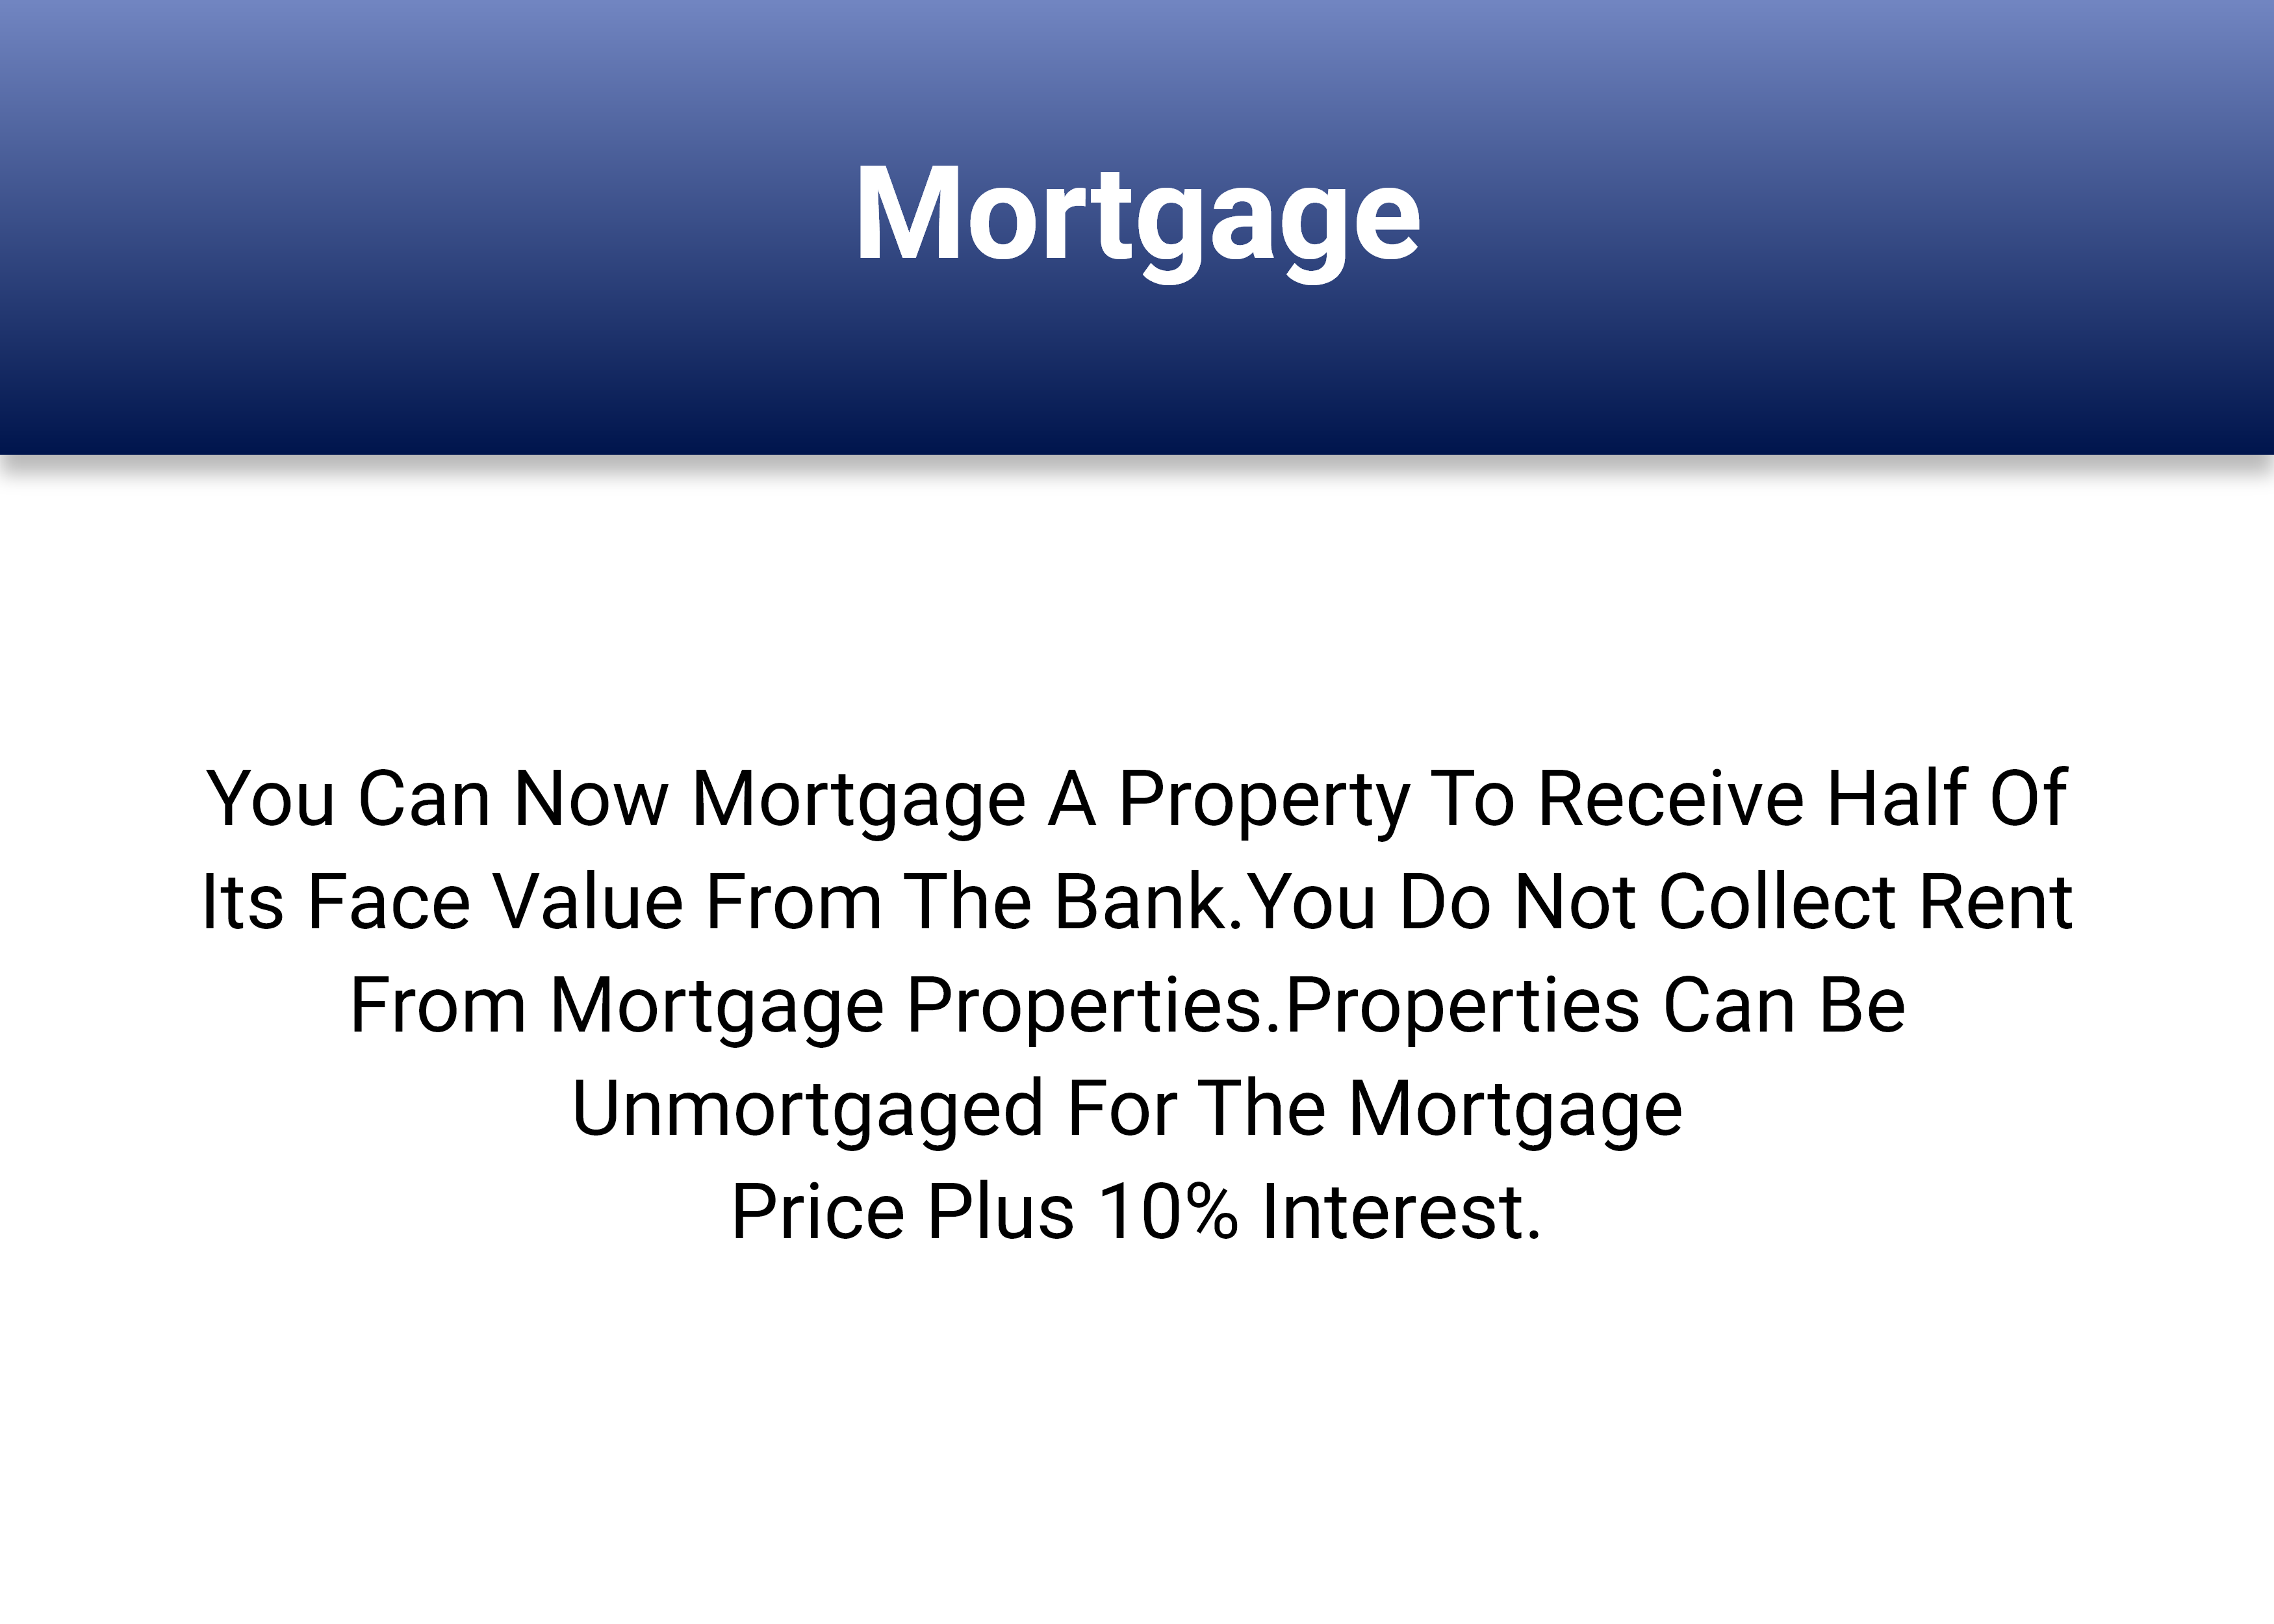 Mortgage
You Can Now Mortgage A Property To Receive Half Of
Its Face Value From The Bank.You Do Not Collect Rent
From Mortgage Properties.Properties Can Be
Unmortgaged For The Mortgage
Price Plus 10% Interest.